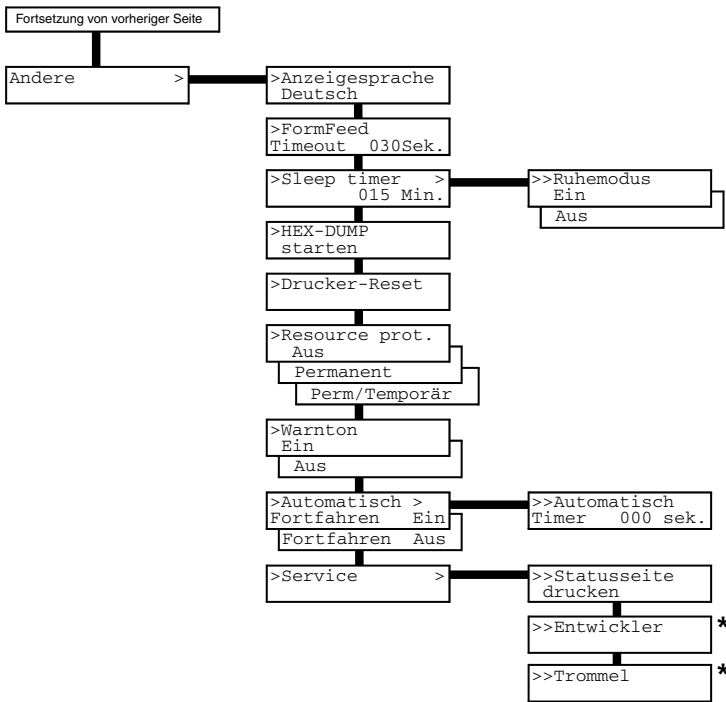 Fortsetzung von vorheriger Seite
Andere >
>Anzeigesprache
Deutsch
>FormFeed
Timeout 030Sek.
>Sleep timer >
015 Min.
>>Ruhemodus
Ein
Aus
>HEX-DUMP
starten
>Drucker-Reset
>Resource prot.
Aus
Permanent
Perm/Temporär
>Warnton
Ein
Aus
>Automatisch >
Fortfahren Ein
Fortfahren Aus
>>Automatisch
Timer 000 sek.
>Service >
>>Statusseite
drucken
>>Entwickler *
>>Trommel *